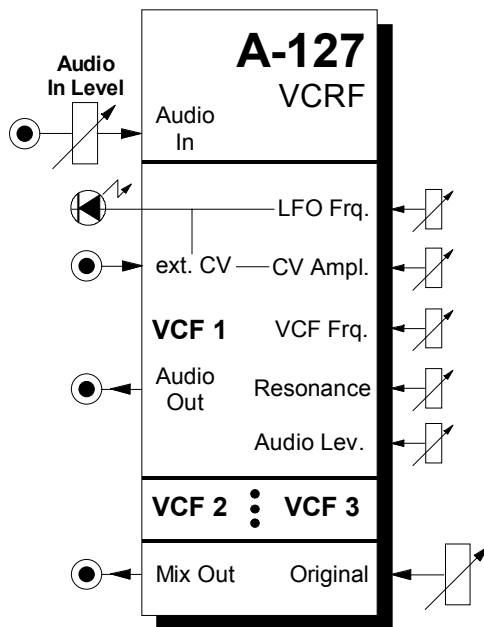 A-127
VCRF
Audio
In Level
Audio
In
LFO Frq.
ext. CV
CV Ampl.
VCF 1
VCF Frq.
Audio
Out
Resonance
Audio Lev.
VCF 2
VCF 3
Mix Out
Original